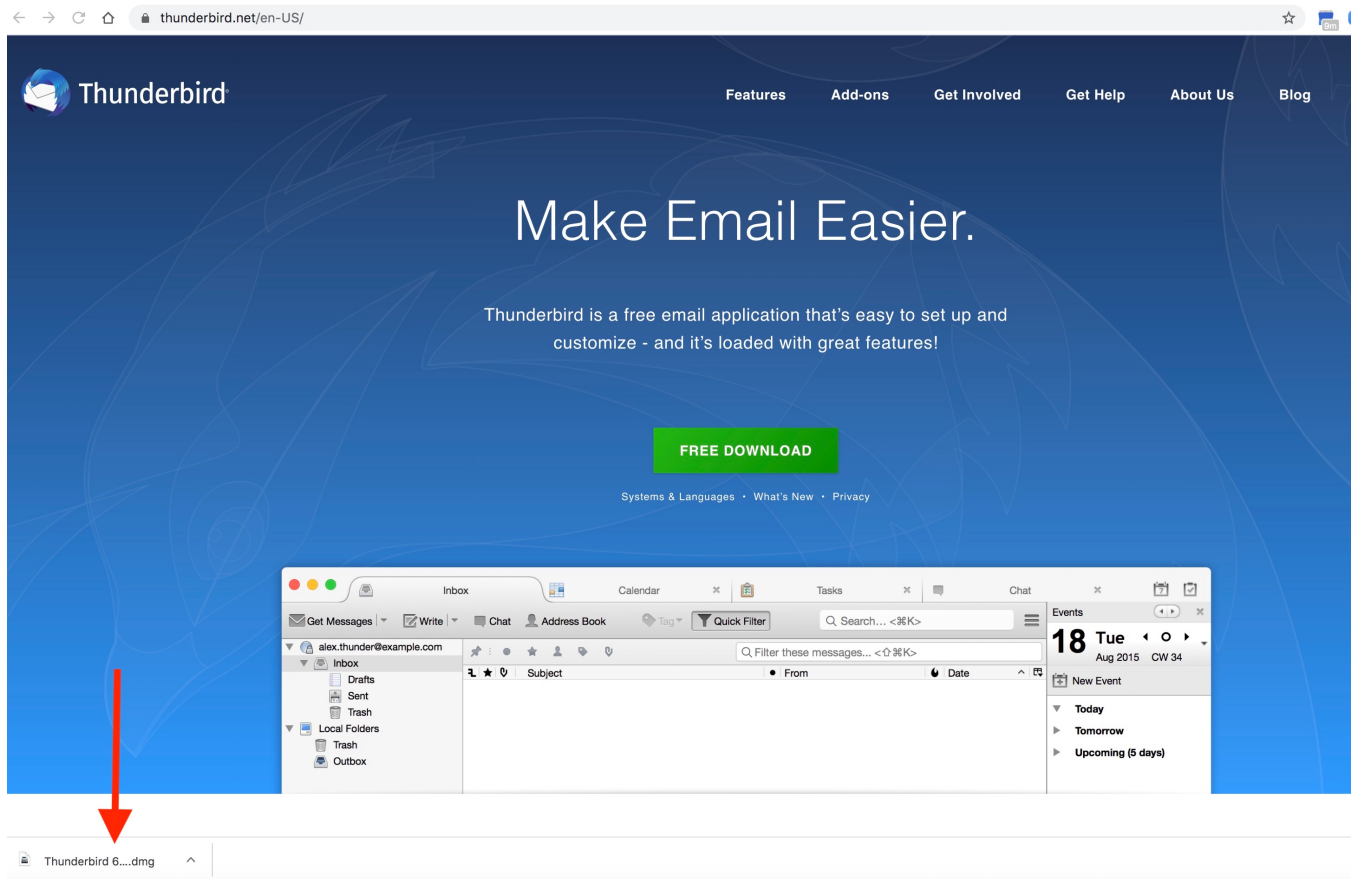 thunderbird.net/en-US/
9m
Thunderbird
Features Add-ons Get Involved Get Help About Us Blog
Make Email Easier.
Thunderbird is a free email application that’s easy to set up and
customize - and it’s loaded with great features!
FREE DOWNLOAD
Systems & Languages • What's New • Privacy
Inbox Calendar Tasks Chat 7
Get Messages Write Chat Address Book Tag Quick Filter Search... <⌘K> Events
18 Tue
Aug 2015 CW 34
alex.thunder@example.com Filter these messages... <⇧⌘K>
Inbox Subject From Date New Event
Drafts
Sent
Trash
Local Folders
Trash
Outbox
Today
Tomorrow
Upcoming (5 days)
Thunderbird 6....dmg